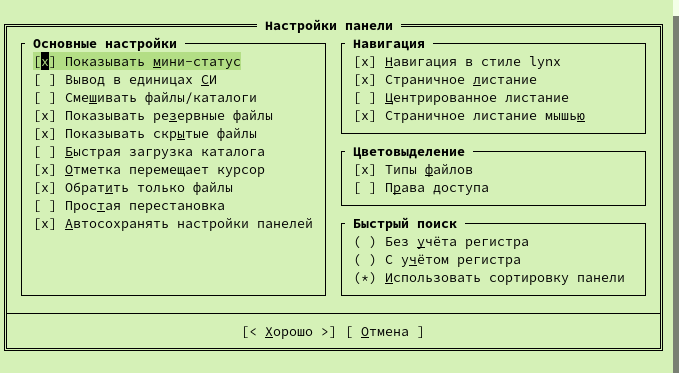 Настройки панели
Основные настройки
[x] Показывать мини-статус
[ ] Вывод в единицах СИ
[ ] Смешивать файлы/каталоги
[x] Показывать резервные файлы
[x] Показывать скрытые файлы
[ ] Быстрая загрузка каталога
[x] Отметка перемещает курсор
[x] Обратить только файлы
[ ] Простая перестановка
[x] Автосохранять настройки панелей
Навигация
[x] Навигация в стиле lynx
[x] Страничное листание
[ ] Центрированное листание
[x] Страничное листание мышью
Цветовыделение
[x] Типы файлов
[ ] Права доступа
Быстрый поиск
( ) Без учёта регистра
( ) С учётом регистра
(*) Использовать сортировку панели
[< Хорошо >] [ Отмена ]